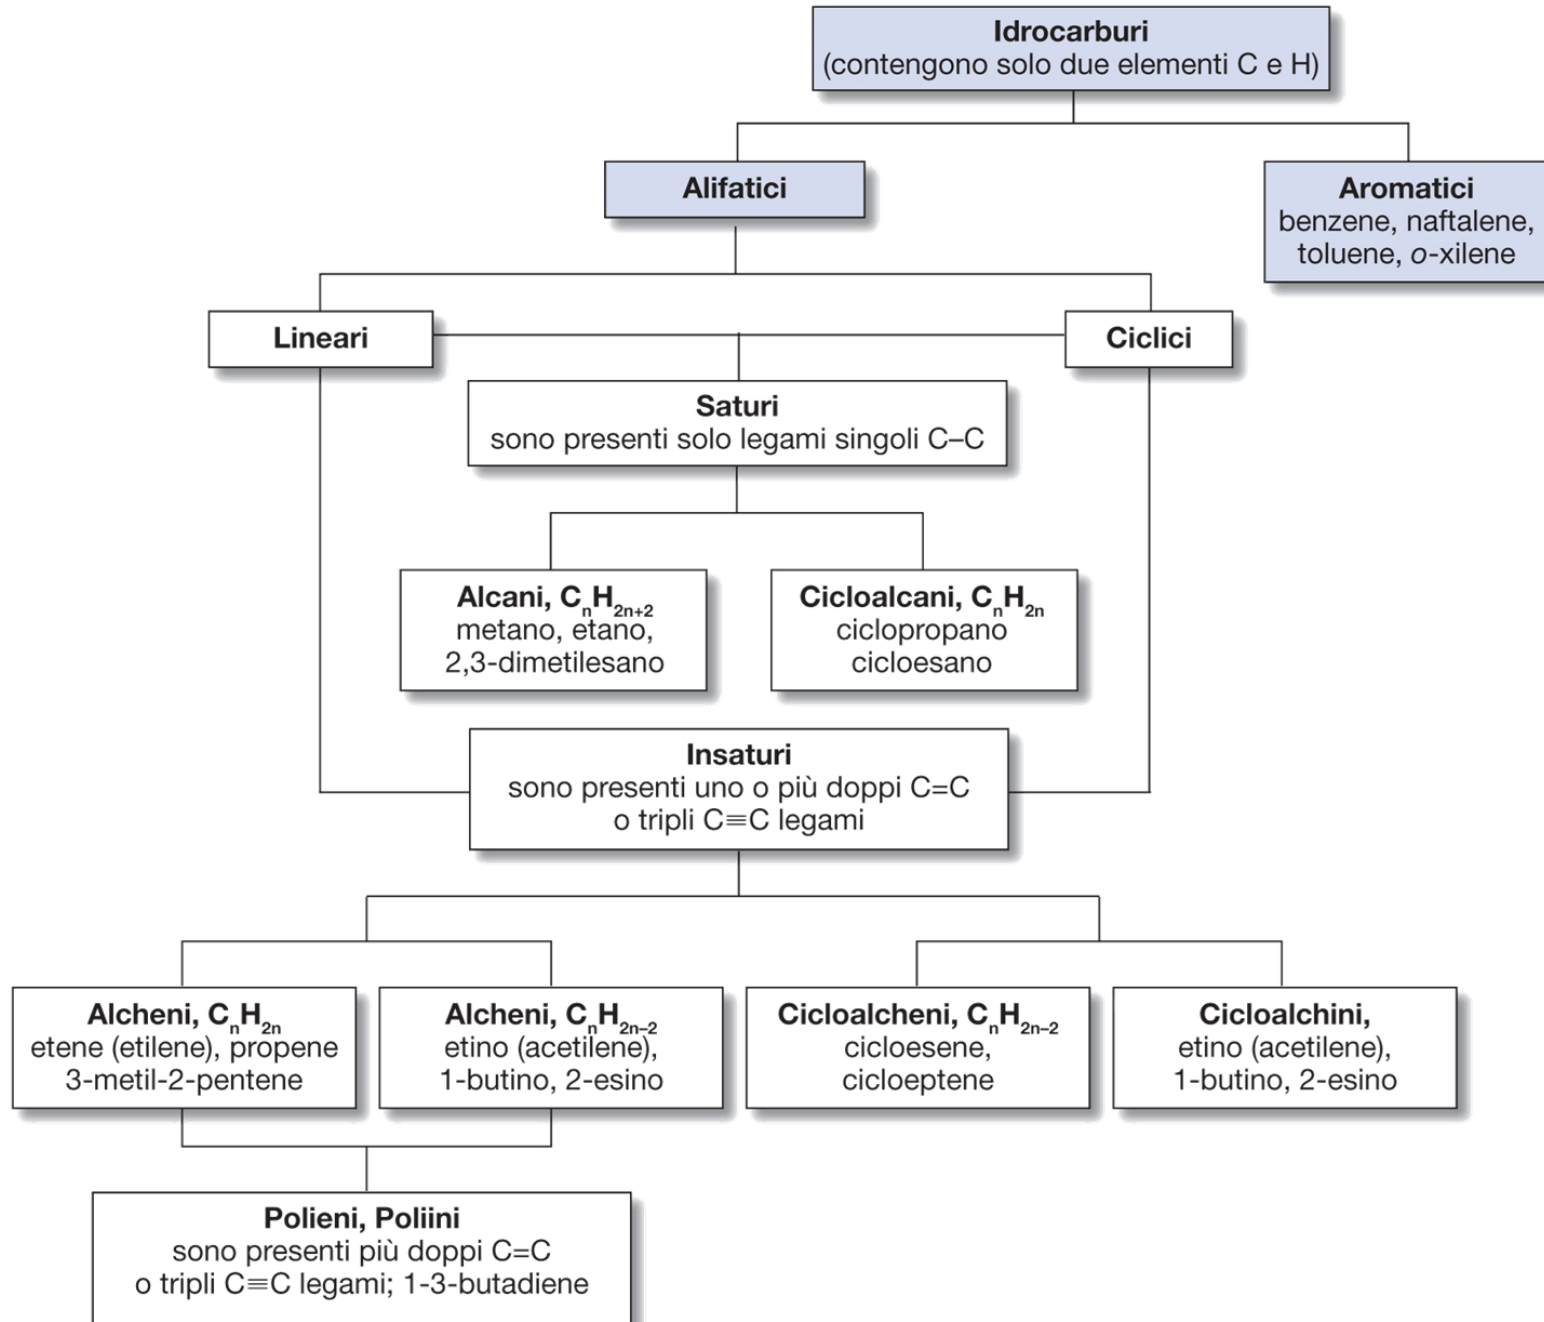 Idrocarburi
(contengono solo due elementi C e H)
Alifatici
Aromatici
benzene, naftalene,
toluene, o-xilene
Lineari
Ciclici
Saturi
sono presenti solo legami singoli C–C
Alcani, CnH2n+2
metano, etano,
2,3-dimetilesano
Cicloalcani, CnH2n
ciclopropano
cicloesano
Insaturi
sono presenti uno o più doppi C=C
o tripli C≡C legami
Alcheni, CnH2n
etene (etilene), propene
3-metil-2-pentene
Alcheni, CnH2n–2
etino (acetilene),
1-butino, 2-esino
Cicloalcheni, CnH2n–2
cicloesene,
cicloeptene
Cicloalchini,
etino (acetilene),
1-butino, 2-esino
Polieni, Poliini
sono presenti più doppi C=C
o tripli C≡C legami; 1-3-butadiene